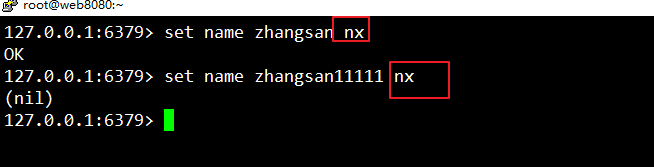 root@web8080:~
127.0.0.1:6379> set name zhangsan nx
OK
127.0.0.1:6379> set name zhangsan11111 nx
(nil)
127.0.0.1:6379>